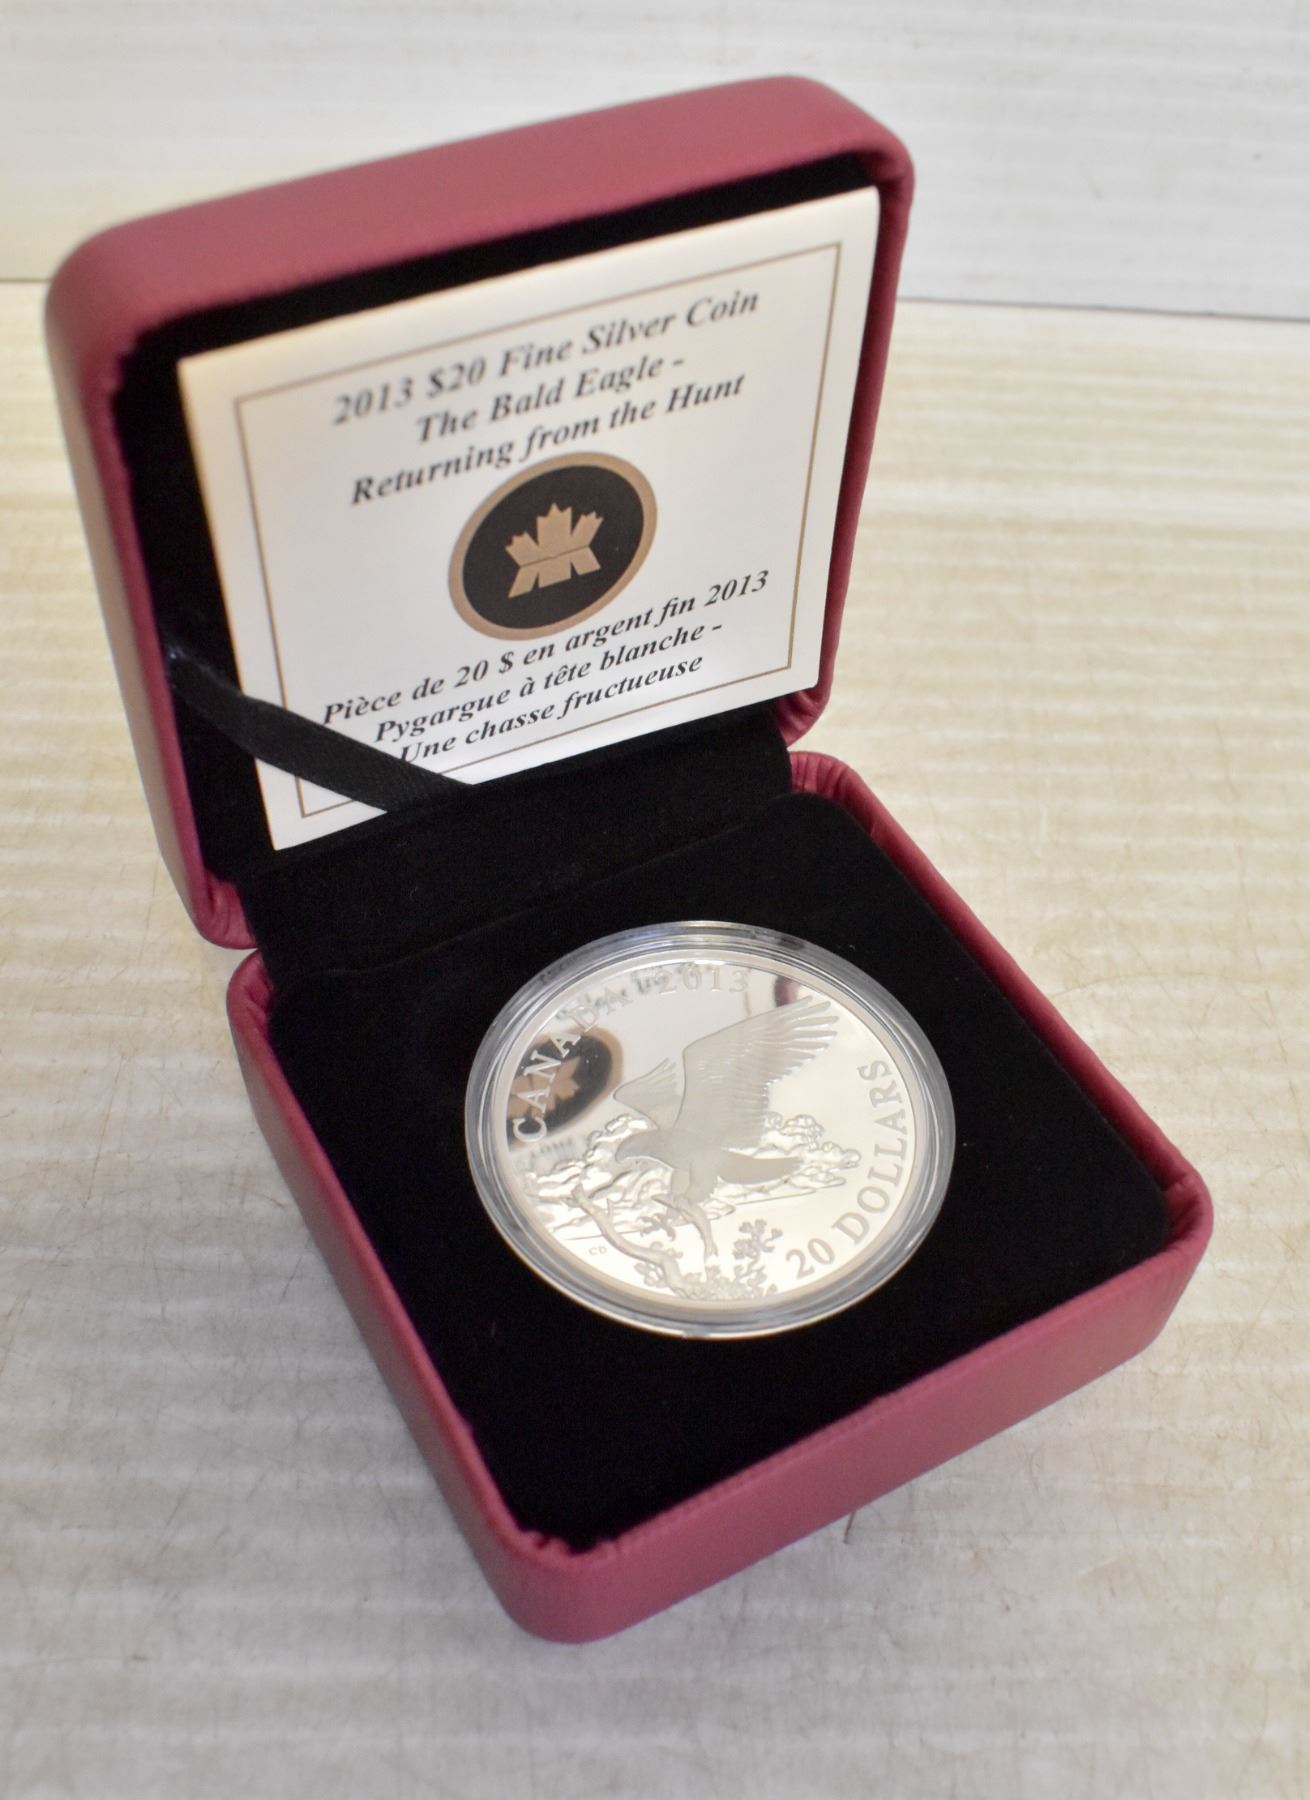 2013 $20 Fine Silver Coin
The Bald Eagle -
Returning from the Hunt
Pièce de 20 $ en argent fin 2013
Pygargue à tête blanche -
Une chasse fructueuse
CANADA 2013
20 DOLLARS
CD